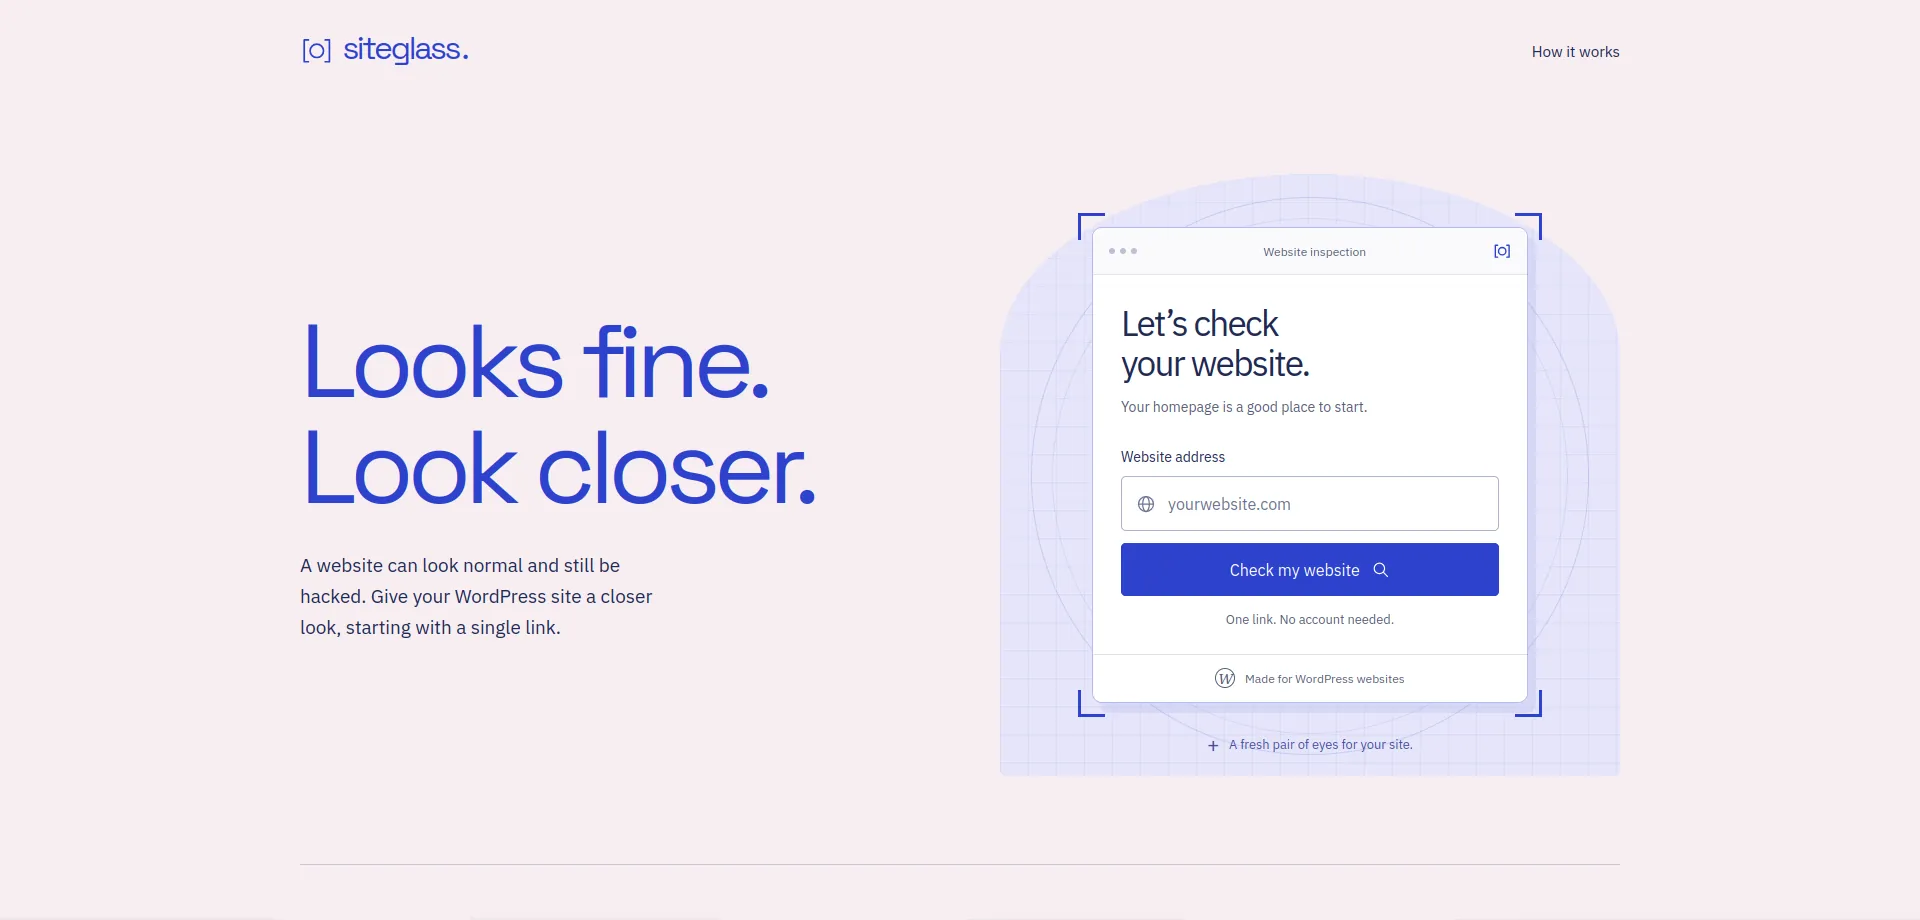 siteglass.
How it works
Looks fine.
Look closer.
A website can look normal and still be
hacked. Give your WordPress site a closer
look, starting with a single link.
Website inspection
Let’s check
your website.
Your homepage is a good place to start.
Website address
yourwebsite.com
Check my website
One link. No account needed.
Made for WordPress websites
+ A fresh pair of eyes for your site.